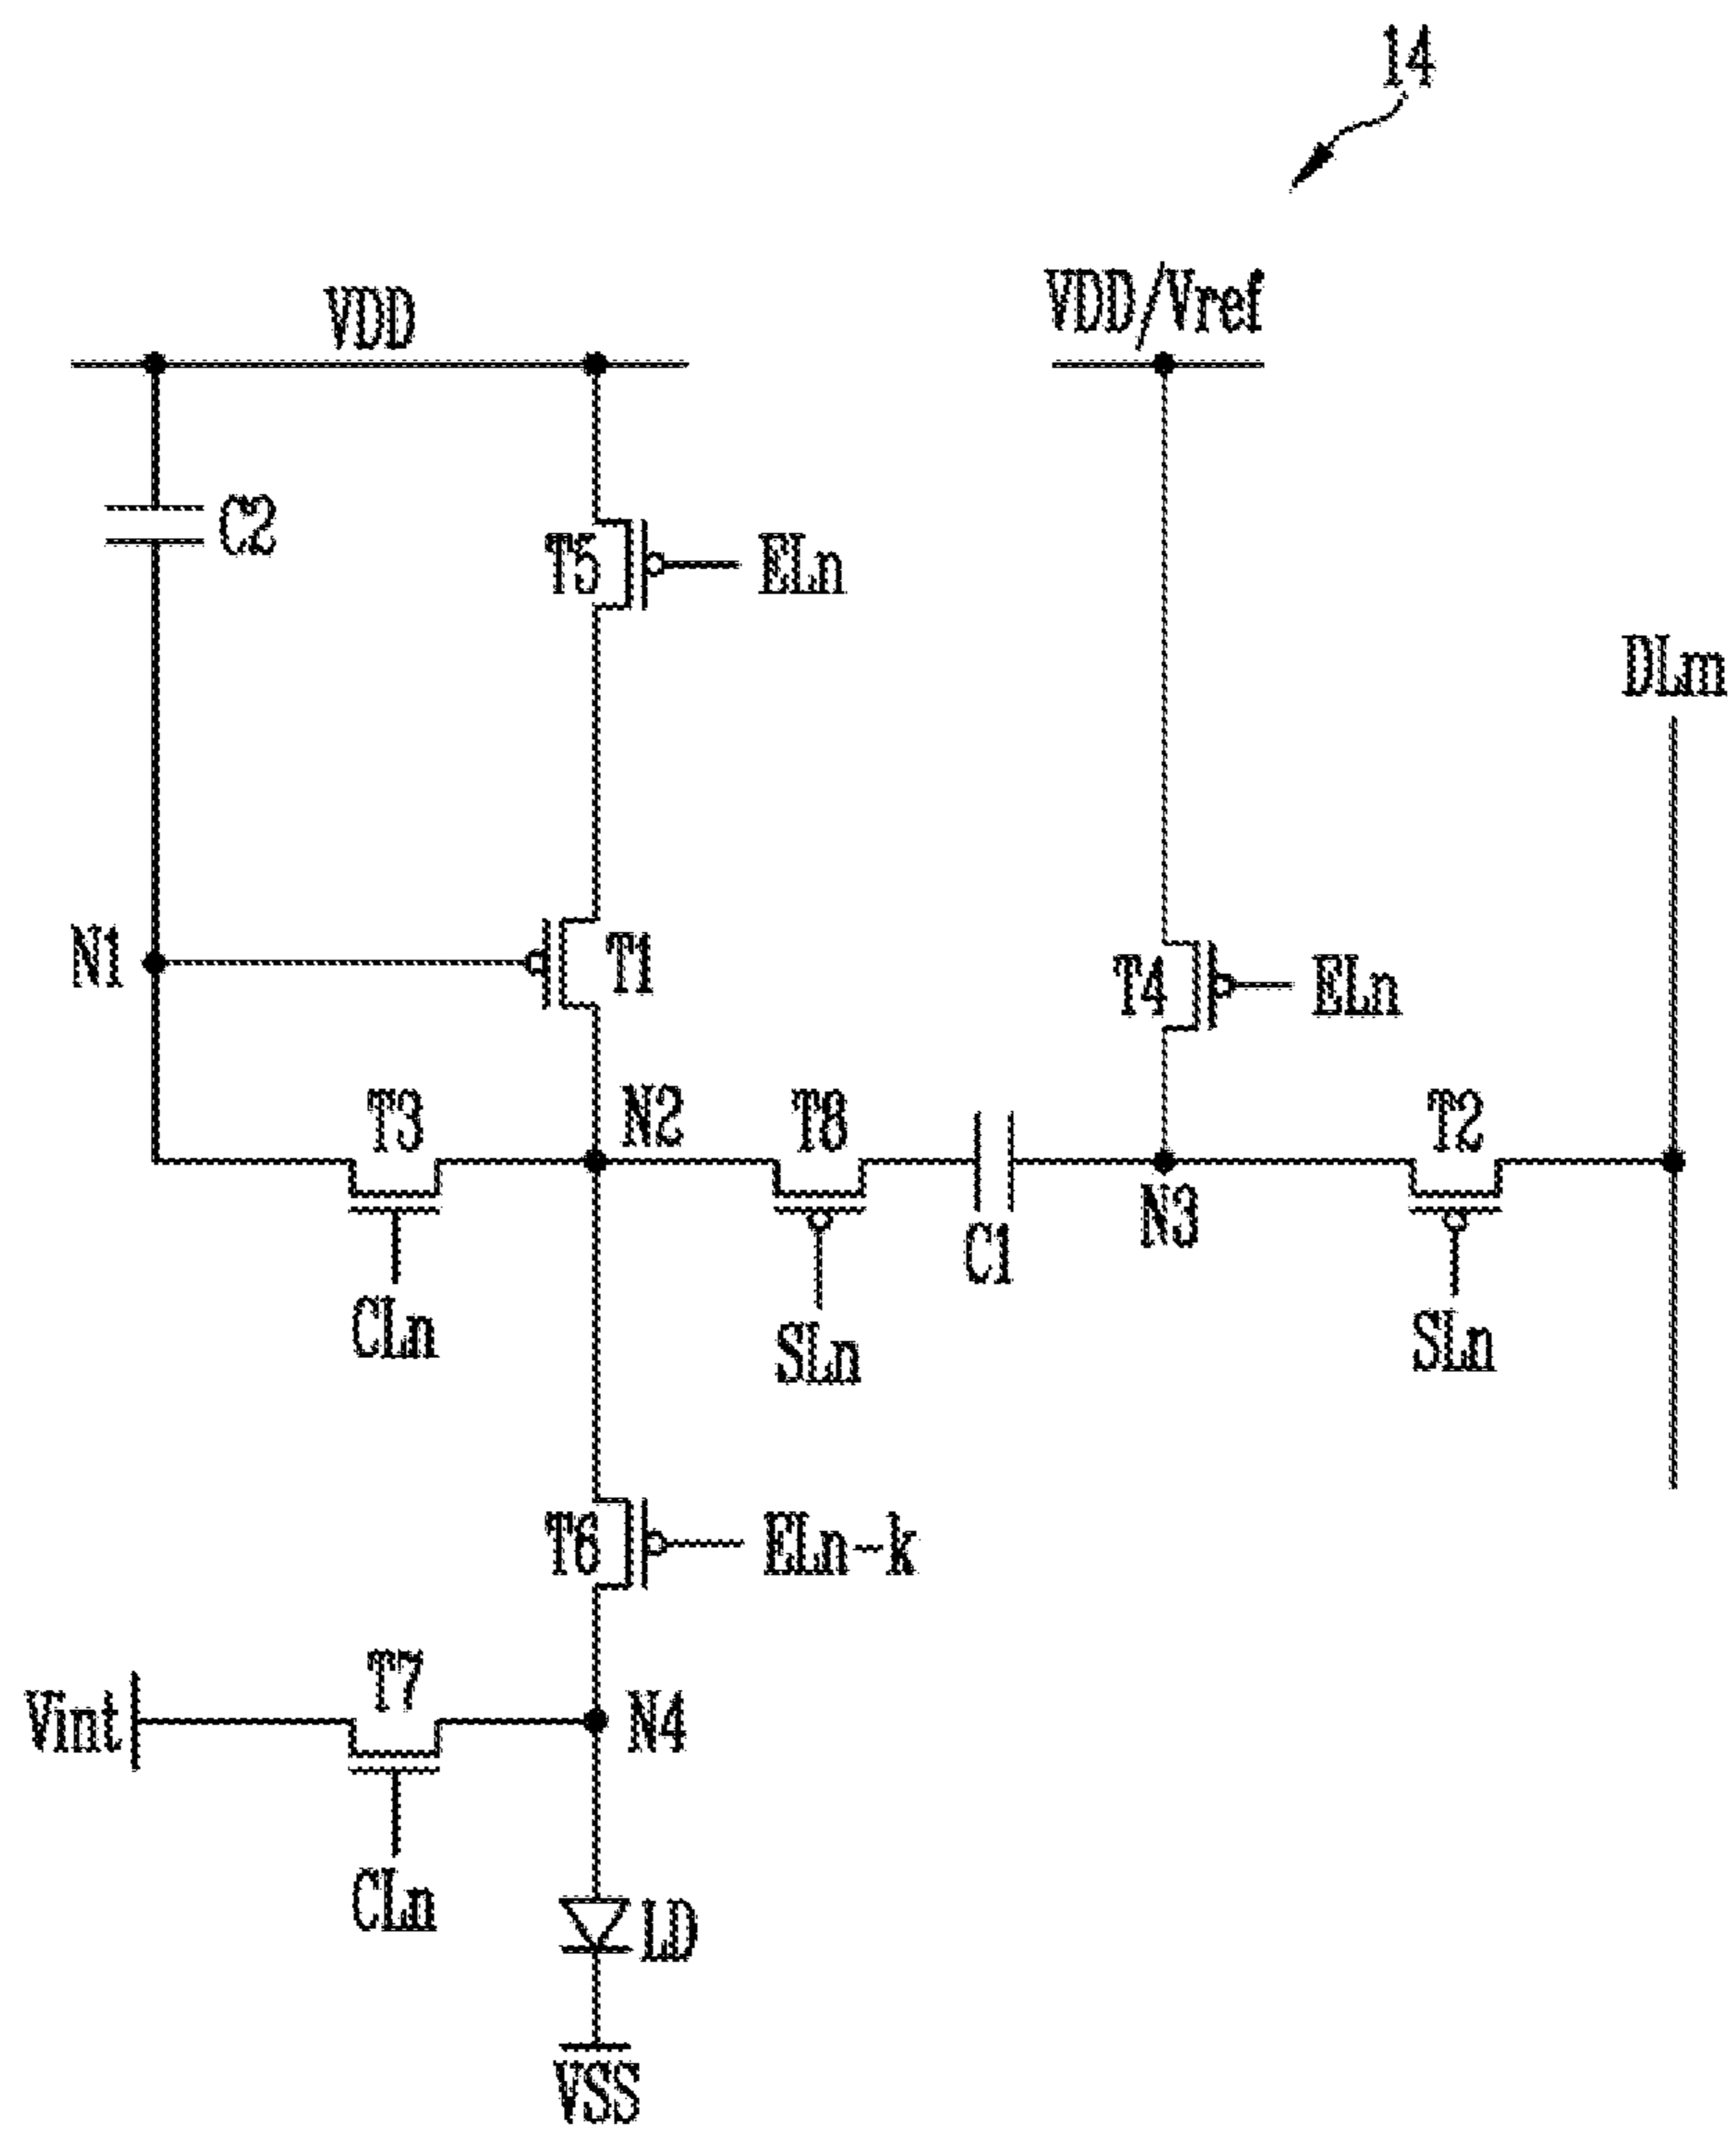 14
VDD
VDD/Vref
C2
T5
ELn
DLm
N1
T1
T4
ELn
T3
N2
T8
T2
C1
N3
CLn
SLn
SLn
T6
ELn-k
T7
Vint
N4
CLn
LD
VSS